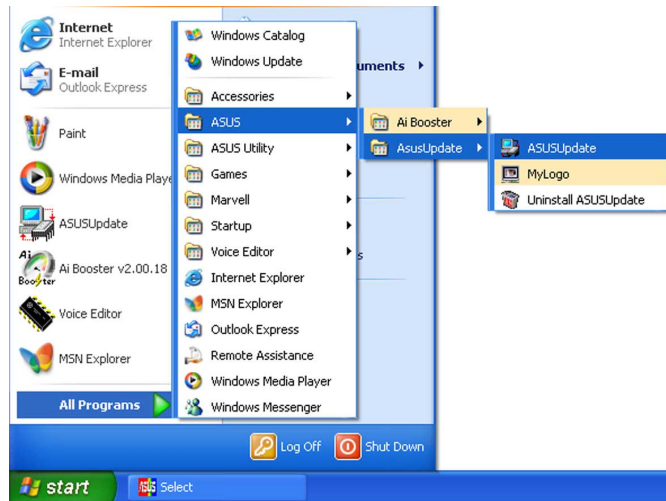 Internet
Internet Explorer
E-mail
Outlook Express
Paint
Windows Media Playe
ASUSUpdate
Ai Booster v2.00.18
Voice Editor
MSN Explorer
All Programs
Windows Catalog
Windows Update
Accessories
ASUS
ASUS Utility
Games
Marvell
Startup
Voice Editor
Internet Explorer
MSN Explorer
Outlook Express
Remote Assistance
Windows Media Player
Windows Messenger
uments
s
Ai Booster
AsusUpdate
ASUSUpdate
MyLogo
Uninstall ASUSUpdate
Log Off
Shut Down
start
Select